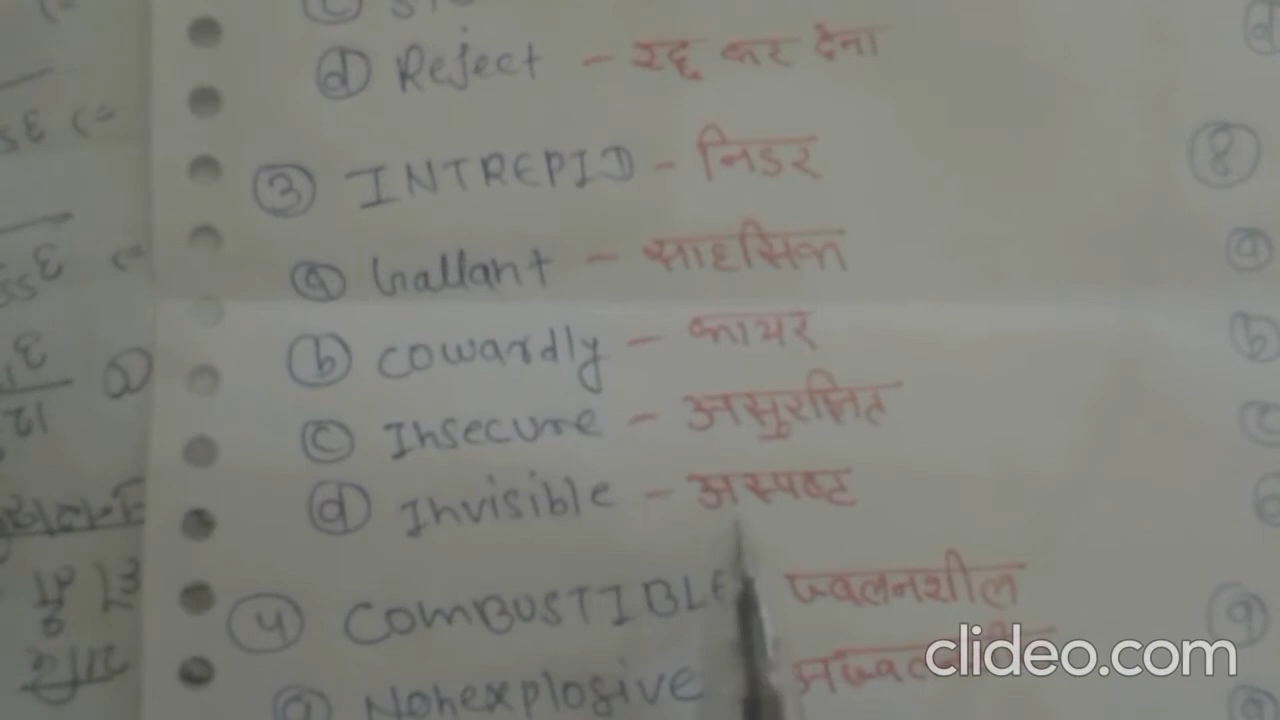 (d) Reject - रद्द कर देना
(3) INTREPID - निडर
(a) Gallant - साहसिक
(b) cowardly - कायर
(c) Insecure - असुरक्षित
(d) Invisible - अस्पष्ट
(4) COMBUSTIBLE ज्वलनशील
(a) Nonexplosive
clideo.com